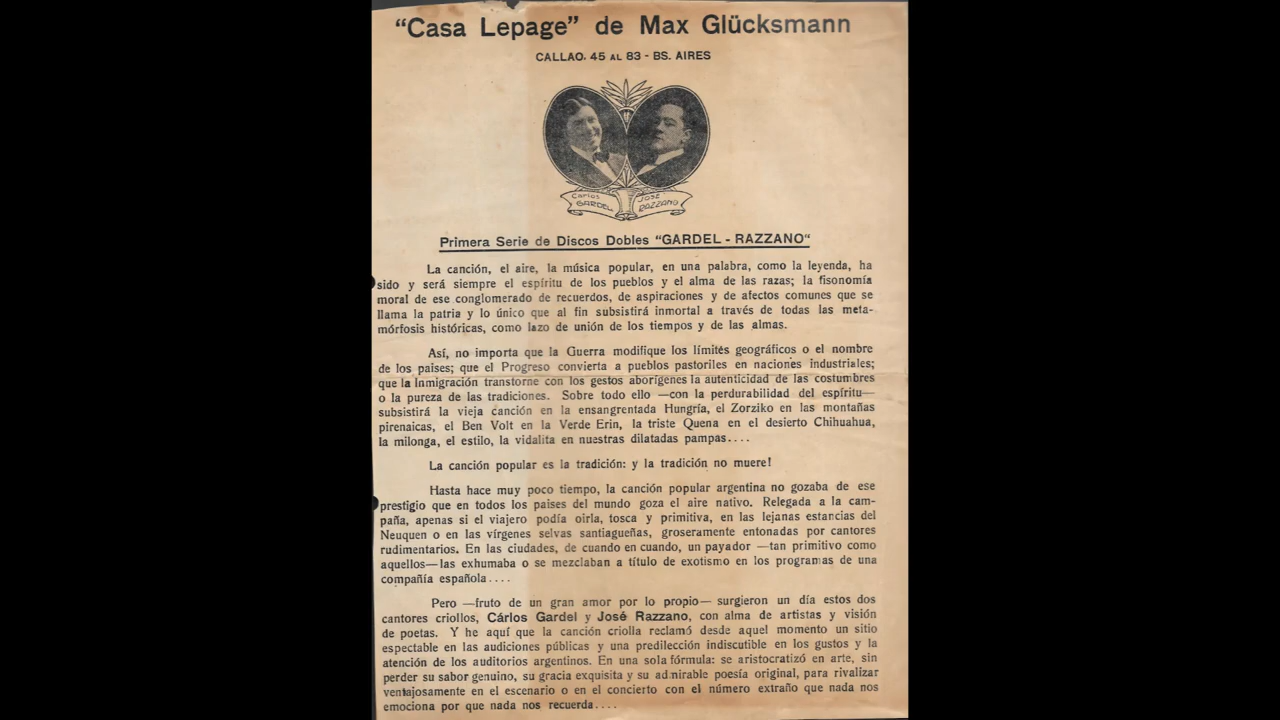 “Casa Lepage” de Max Glücksmann
CALLAO. 45 AL 83 - BS. AIRES
Carlos GARDEL
José RAZZANO
Primera Serie de Discos Dobles “GARDEL - RAZZANO“
La canción, el aire, la música popular, en una palabra, como la leyenda, ha
sido y será siempre el espíritu de los pueblos y el alma de las razas; la fisonomía
moral de ese conglomerado de recuerdos, de aspiraciones y de afectos comunes que se
llama la patria y lo único que al fin subsistirá inmortal a través de todas las meta-
mórfosis históricas, como lazo de unión de los tiempos y de las almas.
Así, no importa que la Guerra modifique los límites geográficos o el nombre
de los países; que el Progreso convierta a pueblos pastoriles en naciones industriales;
que la Inmigración transtorne con los gestos aborígenes la autenticidad de las costumbres
o la pureza de las tradiciones. Sobre todo ello —con la perdurabilidad del espíritu—
subsistirá la vieja canción en la ensangrentada Hungría, el Zorziko en las montañas
pirenaicas, el Ben Volt en la Verde Erin, la triste Quena en el desierto Chihuahua,
la milonga, el estilo, la vidalita en nuestras dilatadas pampas....
La canción popular es la tradición: y la tradición no muere!
Hasta hace muy poco tiempo, la canción popular argentina no gozaba de ese
prestigio que en todos los paises del mundo goza el aire nativo. Relegada a la cam-
paña, apenas si el viajero podía oirla, tosca y primitiva, en las lejanas estancias del
Neuquen o en las vírgenes selvas santiagueñas, groseramente entonadas por cantores
rudimentarios. En las ciudades, de cuando en cuando, un payador —tan primitivo como
aquellos—las exhumaba o se mezclaban a título de exotismo en los programas de una
compañía española....
Pero —fruto de un gran amor por lo propio— surgieron un día estos dos
cantores criollos, Cárlos Gardel y José Razzano, con alma de artistas y visión
de poetas. Y he aquí que la canción criolla reclamó desde aquel momento un sitio
espectable en las audiciones públicas y una predilección indiscutible en los gustos y la
atención de los auditorios argentinos. En una sola fórmula: se aristocratizó en arte, sin
perder su sabor genuino, su gracia exquisita y su admirable poesía original, para rivalizar
ventajosamente en el escenario o en el concierto con el número extraño que nada nos
emociona por que nada nos recuerda....